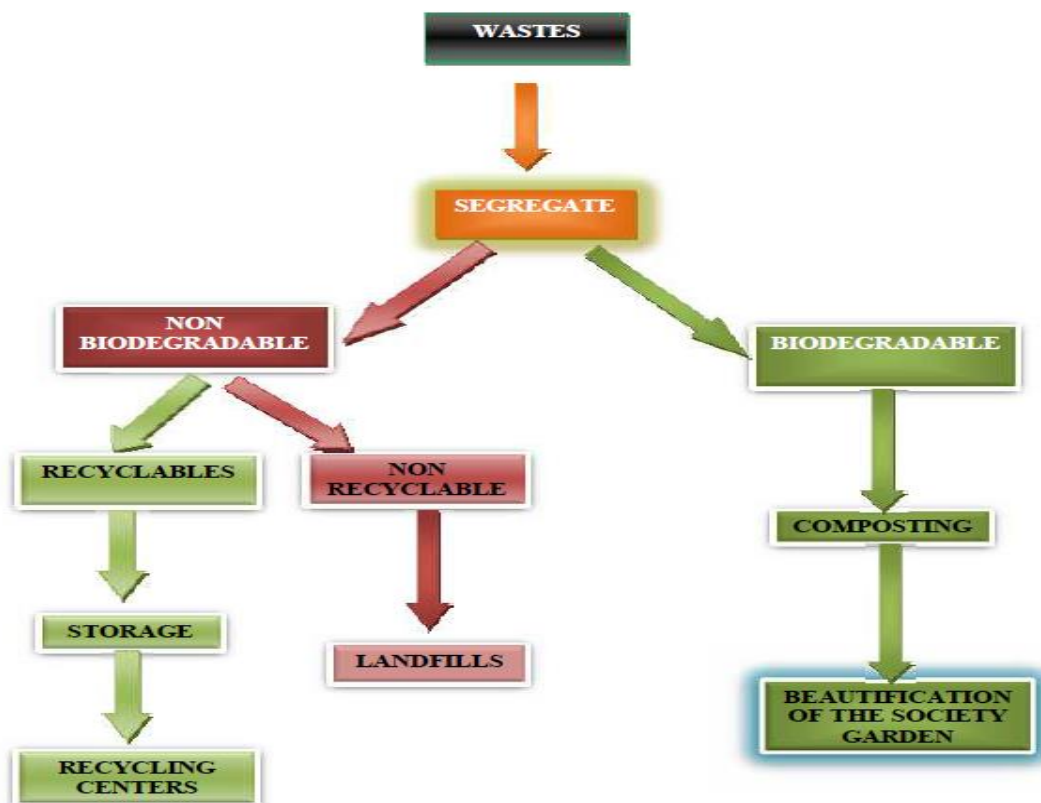 WASTES
SEGREGATE
NON
BIODEGRADABLE
BIODEGRADABLE
RECYCLABLES
NON
RECYCLABLE
COMPOSTING
STORAGE
LANDFILLS
BEAUTIFICATION
OF THE SOCIETY
GARDEN
RECYCLING
CENTERS